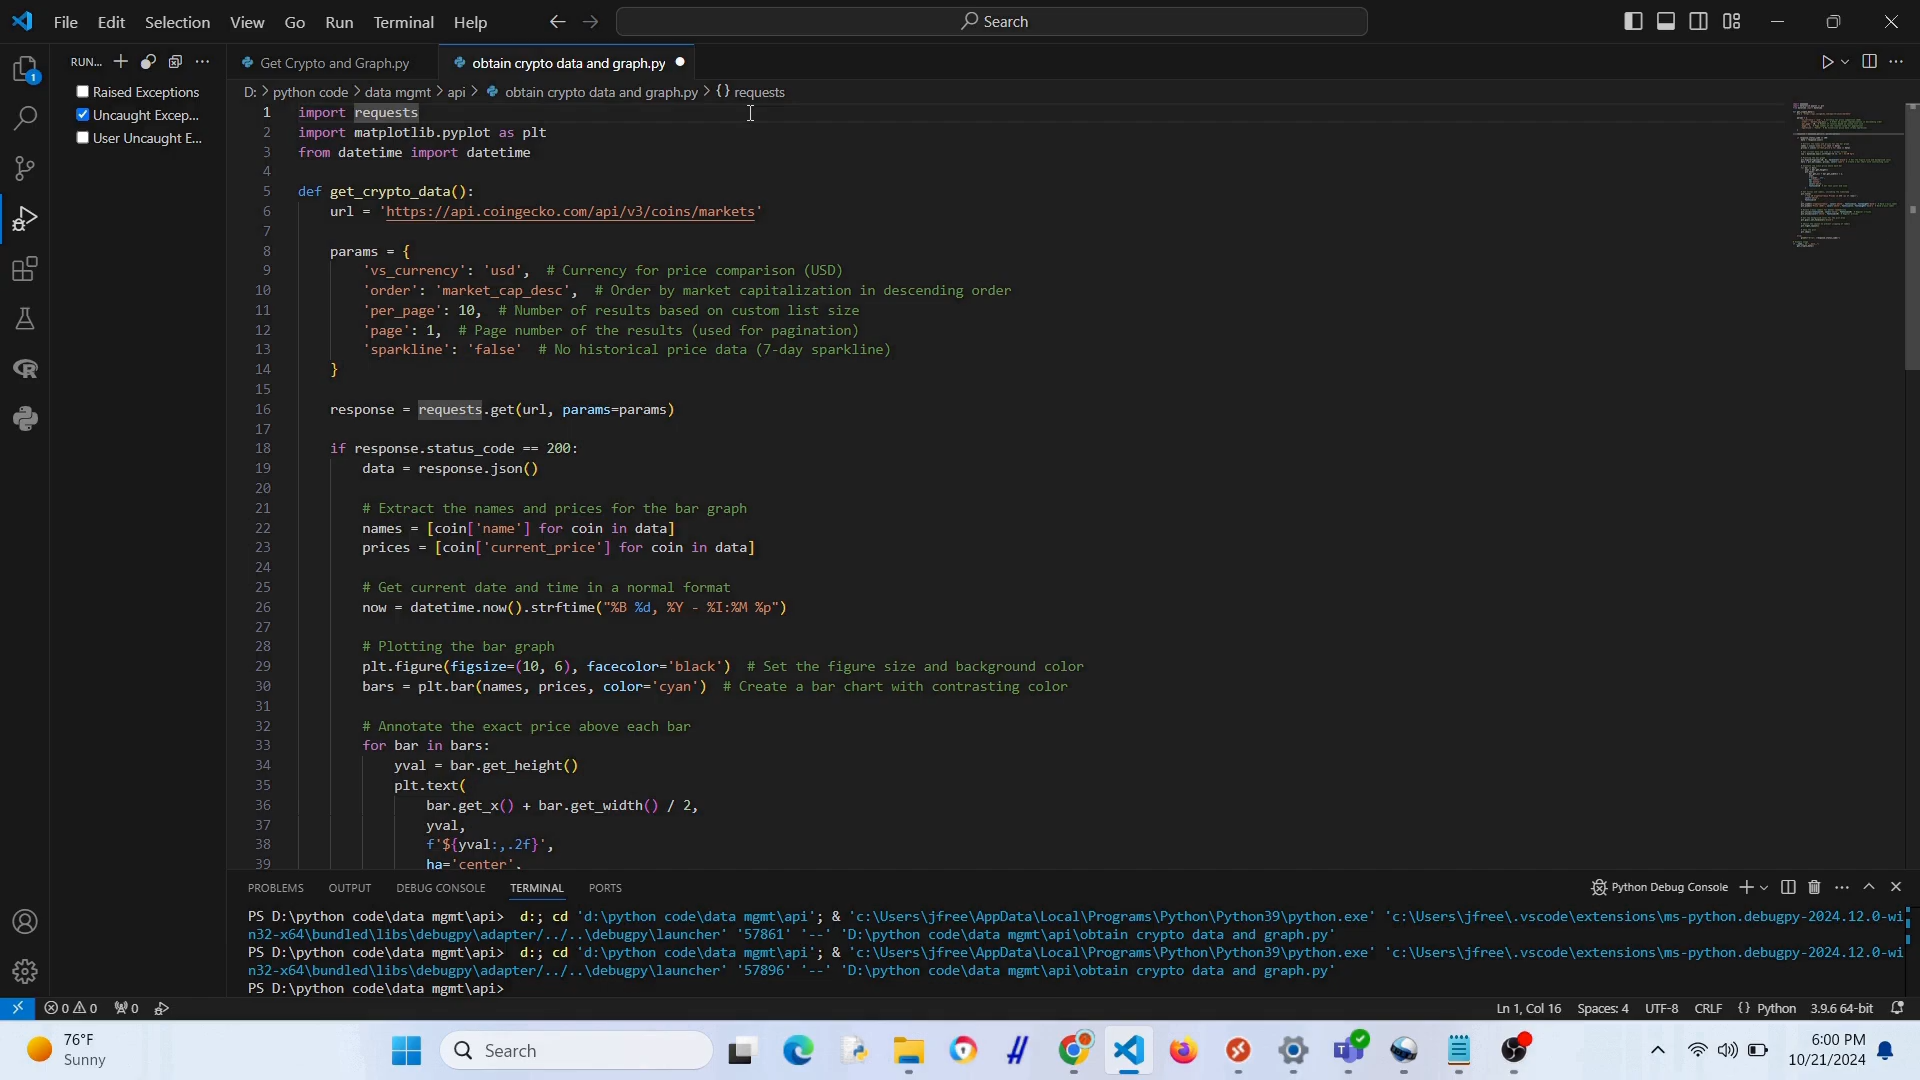 File Edit Selection View Go Run Terminal Help
Search
RUN...
Get Crypto and Graph.py
obtain crypto data and graph.py
D: > python code > data mgmt > api > obtain crypto data and graph.py > {} requests
1
Raised Exceptions
Uncaught Excep...
User Uncaught E...
1 import requests
2 import matplotlib.pyplot as plt
3 from datetime import datetime
4
5 def get_crypto_data():
6 url = 'https://api.coingecko.com/api/v3/coins/markets'
7
8 params = {
9 'vs_currency': 'usd', # Currency for price comparison (USD)
10 'order': 'market_cap_desc', # Order by market capitalization in descending order
11 'per_page': 10, # Number of results based on custom list size
12 'page': 1, # Page number of the results (used for pagination)
13 'sparkline': 'false' # No historical price data (7-day sparkline)
14 }
15
16 response = requests.get(url, params=params)
17
18 if response.status_code == 200:
19 data = response.json()
20
21 # Extract the names and prices for the bar graph
22 names = [coin['name'] for coin in data]
23 prices = [coin['current_price'] for coin in data]
24
25 # Get current date and time in a normal format
26 now = datetime.now().strftime("%B %d, %Y - %I:%M %p")
27
28 # Plotting the bar graph
29 plt.figure(figsize=(10, 6), facecolor='black') # Set the figure size and background color
30 bars = plt.bar(names, prices, color='cyan') # Create a bar chart with contrasting color
31
32 # Annotate the exact price above each bar
33 for bar in bars:
34 yval = bar.get_height()
35 plt.text(
36 bar.get_x() + bar.get_width() / 2,
37 yval,
38 f'${yval:,.2f}',
39 ha='center',
PROBLEMS OUTPUT DEBUG CONSOLE TERMINAL PORTS
Python Debug Console
PS D:\python code\data mgmt\api> d:; cd 'd:\python code\data mgmt\api'; & 'c:\Users\jfree\AppData\Local\Programs\Python\Python39\python.exe' 'c:\Users\jfree\.vscode\extensions\ms-python.debugpy-2024.12.0-wi
n32-x64\bundled\libs\debugpy\adapter/../..\debugpy\launcher' '57861' '--' 'D:\python code\data mgmt\api\obtain crypto data and graph.py'
PS D:\python code\data mgmt\api> d:; cd 'd:\python code\data mgmt\api'; & 'c:\Users\jfree\AppData\Local\Programs\Python\Python39\python.exe' 'c:\Users\jfree\.vscode\extensions\ms-python.debugpy-2024.12.0-wi
n32-x64\bundled\libs\debugpy\adapter/../..\debugpy\launcher' '57896' '--' 'D:\python code\data mgmt\api\obtain crypto data and graph.py'
PS D:\python code\data mgmt\api>
0 0 0
Ln 1, Col 16 Spaces: 4 UTF-8 CRLF {} Python 3.9.6 64-bit
76°F
Sunny
Search
6:00 PM
10/21/2024